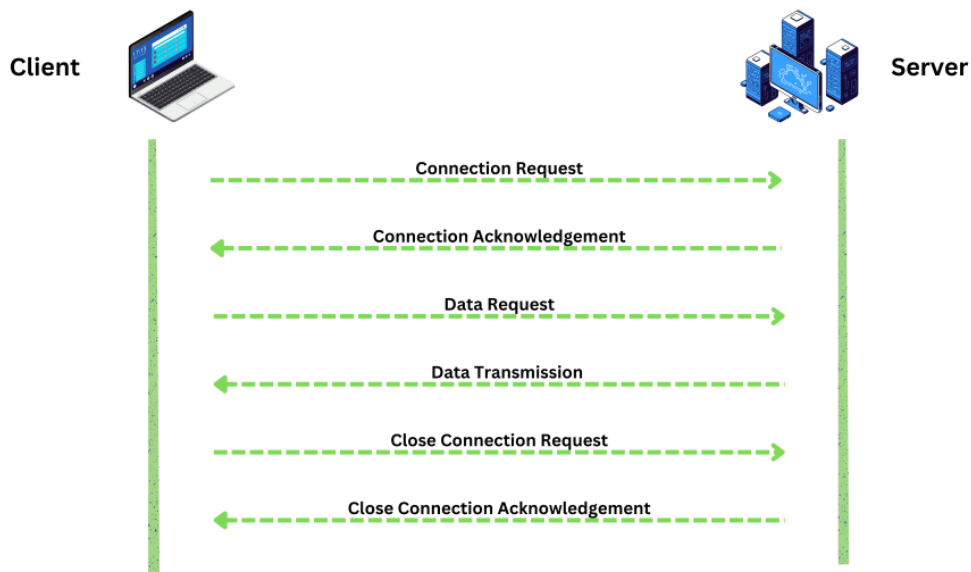 Client
Server
Connection Request
Connection Acknowledgement
Data Request
Data Transmission
Close Connection Request
Close Connection Acknowledgement